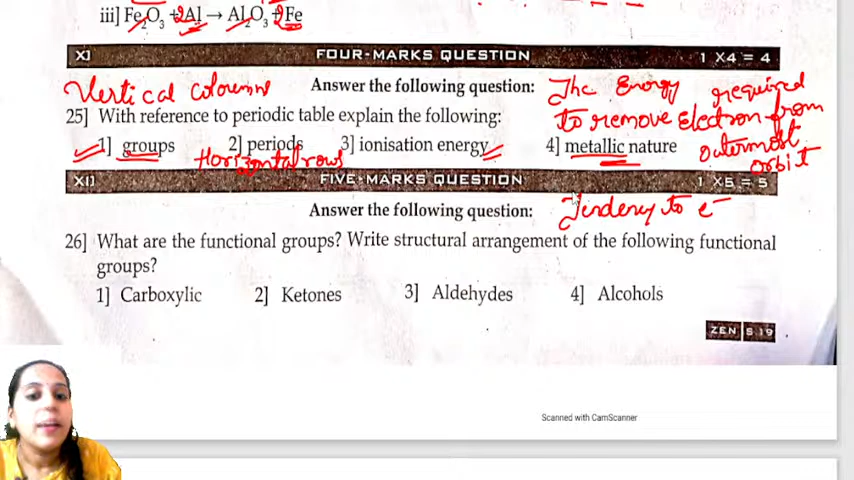 iii] Fe2O3 + 2Al → Al2O3 + 2Fe
XI FOUR-MARKS QUESTION 1 X4 = 4
Vertical Coloumns Answer the following question: The Energy required
25] With reference to periodic table explain the following: to remove Electron from
1] groups 2] periods 3] ionisation energy 4] metallic nature outermost
Horizontal rows orbit
XII FIVE-MARKS QUESTION 1 X5 = 5
Answer the following question: Tendency to e-
26] What are the functional groups? Write structural arrangement of the following functional
groups?
1] Carboxylic 2] Ketones 3] Aldehydes 4] Alcohols
ZEN S 19
Scanned with CamScanner